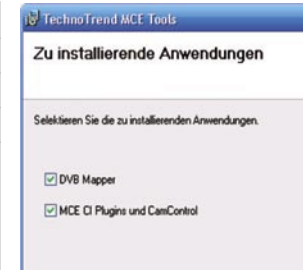 TechnoTrend MCE Tools
Zu installierende Anwendungen
Selektieren Sie die zu installierenden Anwendungen.
DVB Mapper
MCE CI Plugins und CamControl